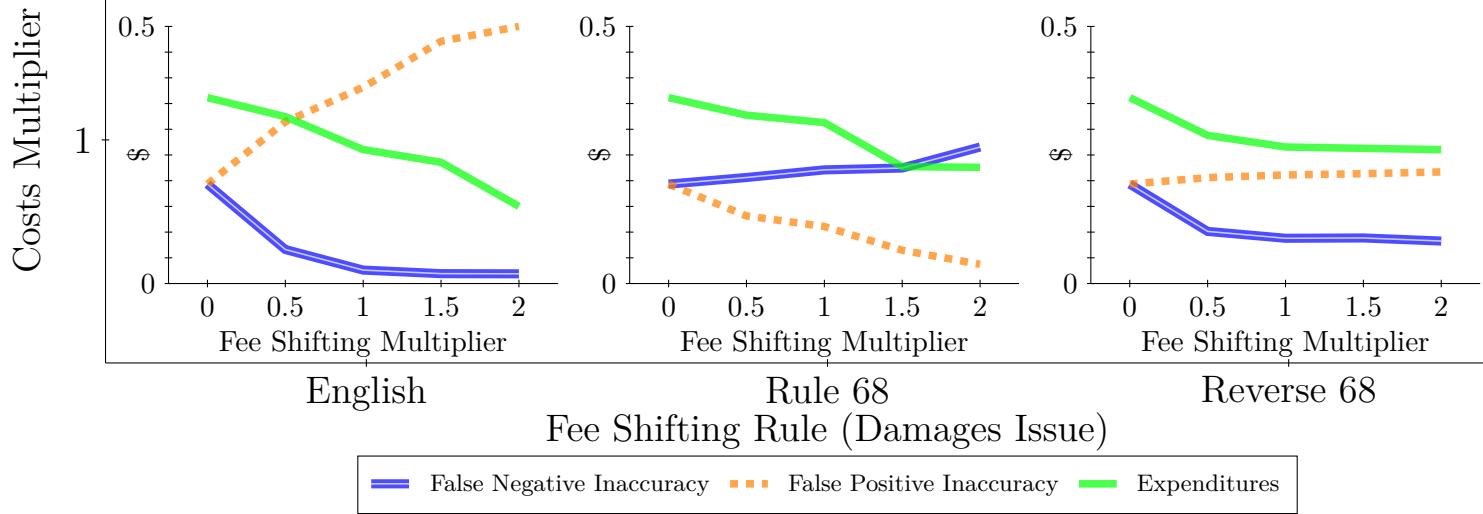 Costs Multiplier
1
0.5
$
0
0 0.5 1 1.5 2
Fee Shifting Multiplier
English
0.5
$
0
0 0.5 1 1.5 2
Fee Shifting Multiplier
Rule 68
0.5
$
0
0 0.5 1 1.5 2
Fee Shifting Multiplier
Reverse 68
Fee Shifting Rule (Damages Issue)
False Negative Inaccuracy False Positive Inaccuracy Expenditures